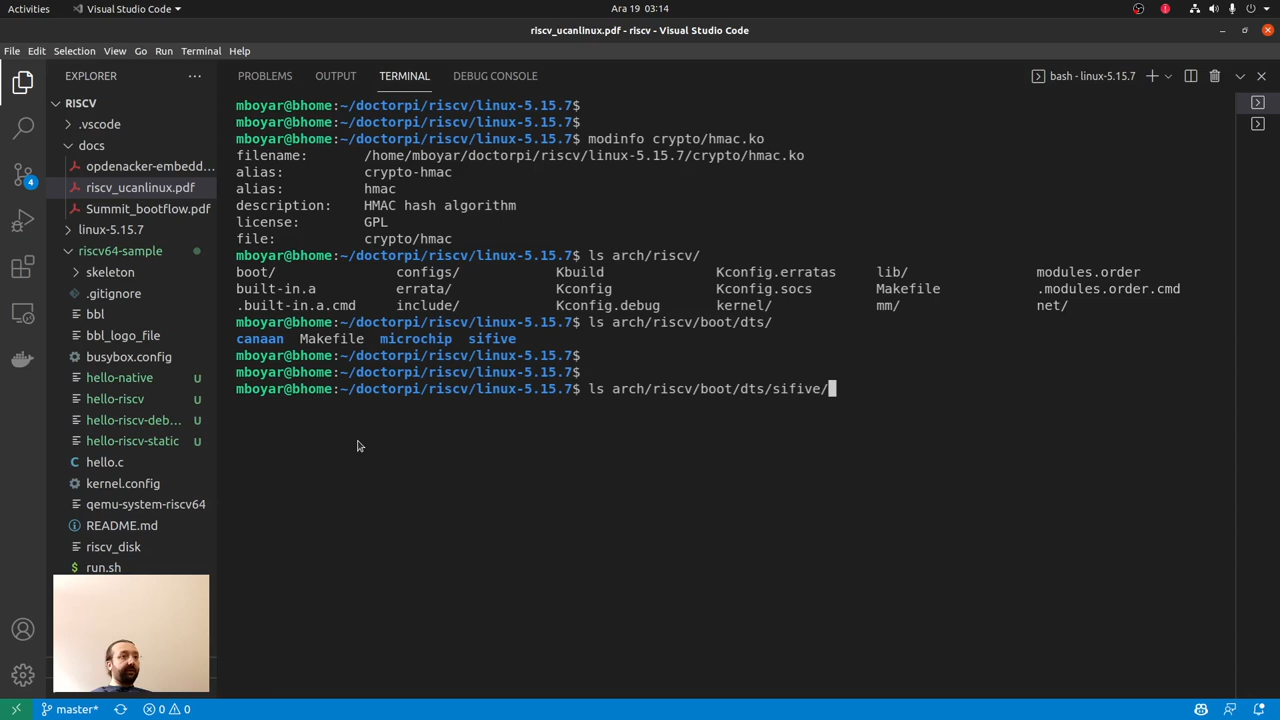 Activities Visual Studio Code Ara 19 03:14
riscv_ucanlinux.pdf - riscv - Visual Studio Code
File Edit Selection View Go Run Terminal Help
EXPLORER
RISCV
.vscode
docs
opdenacker-embedd...
riscv_ucanlinux.pdf
Summit_bootflow.pdf
linux-5.15.7
riscv64-sample
skeleton
.gitignore
bbl
bbl_logo_file
busybox.config
hello-native U
hello-riscv U
hello-riscv-deb... U
hello-riscv-static U
hello.c
kernel.config
qemu-system-riscv64
README.md
riscv_disk
run.sh
4
PROBLEMS OUTPUT TERMINAL DEBUG CONSOLE bash - linux-5.15.7
mboyar@bhome:~/doctorpi/riscv/linux-5.15.7$
mboyar@bhome:~/doctorpi/riscv/linux-5.15.7$
mboyar@bhome:~/doctorpi/riscv/linux-5.15.7$ modinfo crypto/hmac.ko
filename: /home/mboyar/doctorpi/riscv/linux-5.15.7/crypto/hmac.ko
alias: crypto-hmac
alias: hmac
description: HMAC hash algorithm
license: GPL
file: crypto/hmac
mboyar@bhome:~/doctorpi/riscv/linux-5.15.7$ ls arch/riscv/
boot/ configs/ Kbuild Kconfig.erratas lib/ modules.order
built-in.a errata/ Kconfig Kconfig.socs Makefile .modules.order.cmd
.built-in.a.cmd include/ Kconfig.debug kernel/ mm/ net/
mboyar@bhome:~/doctorpi/riscv/linux-5.15.7$ ls arch/riscv/boot/dts/
canaan Makefile microchip sifive
mboyar@bhome:~/doctorpi/riscv/linux-5.15.7$
mboyar@bhome:~/doctorpi/riscv/linux-5.15.7$
mboyar@bhome:~/doctorpi/riscv/linux-5.15.7$ ls arch/riscv/boot/dts/sifive/
master* 0 0